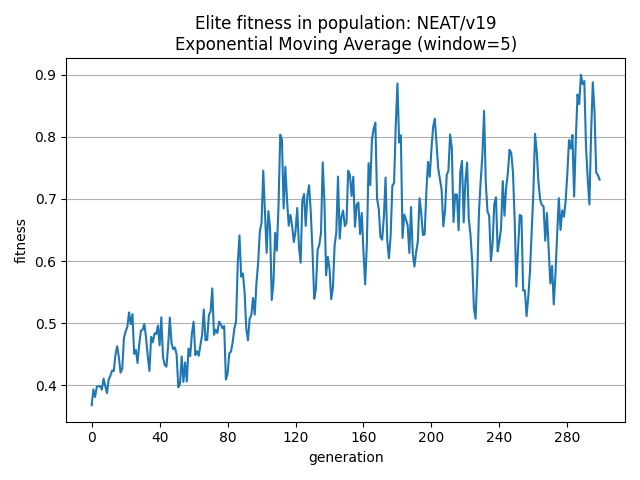 Elite fitness in population: NEAT/v19
Exponential Moving Average (window=5)
0.9
0.8
0.7
0.6
0.5
0.4
fitness
0 40 80 120 160 200 240 280
generation